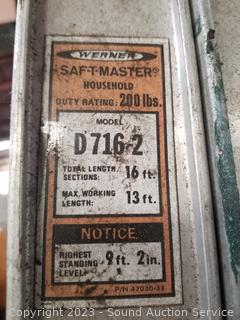 WERNER
SAF-T-MASTER®
HOUSEHOLD
DUTY RATING: 200 lbs.
MODEL
D716-2
TOTAL LENGTH SECTIONS: 16 ft.
MAX. WORKING LENGTH: 13 ft.
NOTICE
HIGHEST STANDING LEVEL: 9 ft. 2 in.
P/N 47030-33
Copyright © 2023 - Sound Auction Service